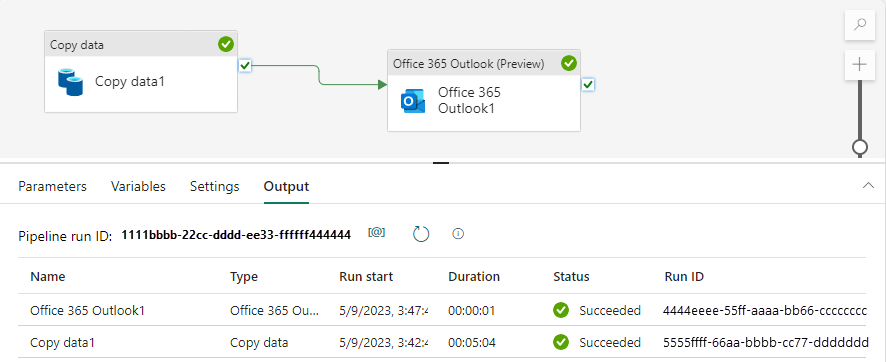 Copy data
Copy data1
Office 365 Outlook (Preview)
Office 365
Outlook1
Parameters Variables Settings Output
Pipeline run ID: 1111bbbb-22cc-dddd-ee33-ffffff444444 [@]
Name Type Run start Duration Status Run ID
Office 365 Outlook1 Office 365 Ou... 5/9/2023, 3:47:4 00:00:01 Succeeded 4444eeee-55ff-aaaa-bb66-cccccccc
Copy data1 Copy data 5/9/2023, 3:42:4 00:05:04 Succeeded 5555ffff-66aa-bbbb-cc77-dddddddd